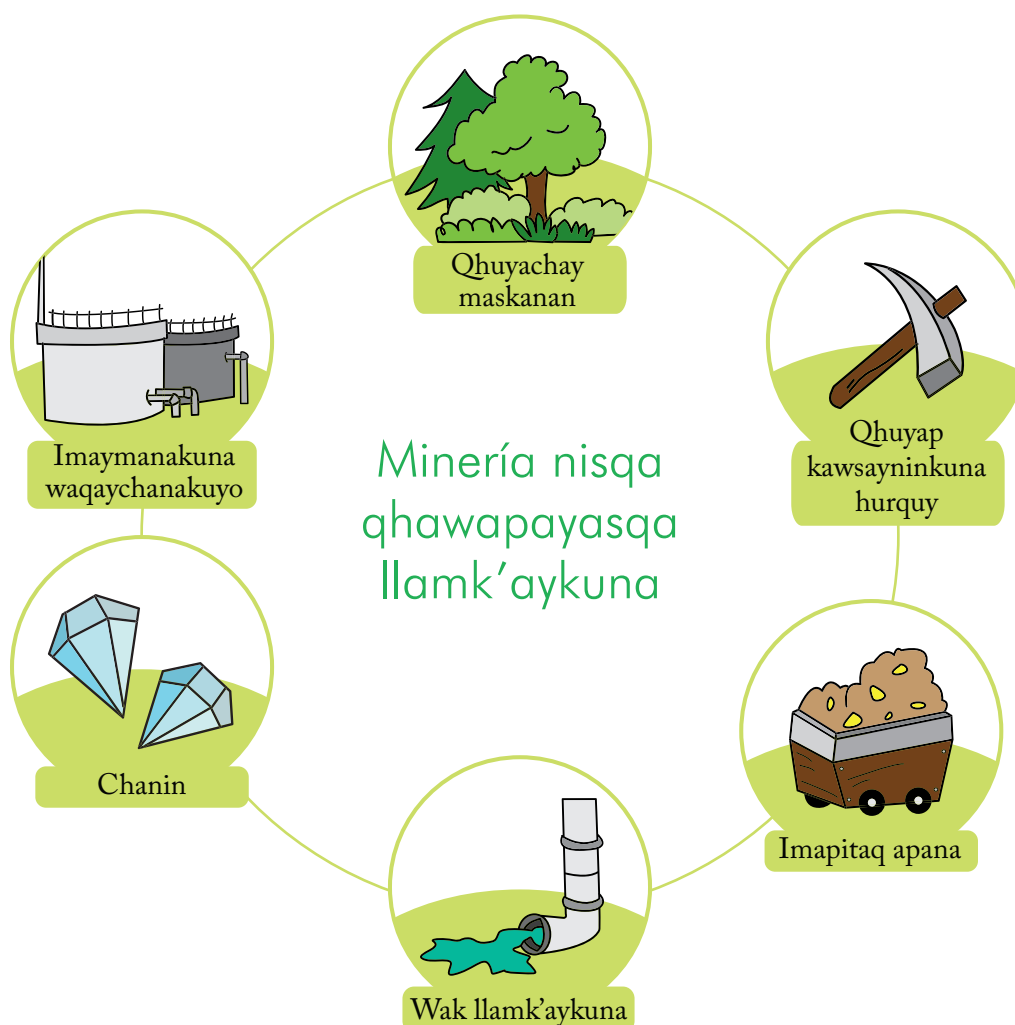 Qhuyachay
maskanan
Qhuyap
kawsayninkuna
hurquy
Imapitaq apana
Wak llamk'aykuna
Chanin
Imaymanakuna
waqaychanakuyo
Minería nisqa
qhawapayasqa
llamk'aykuna